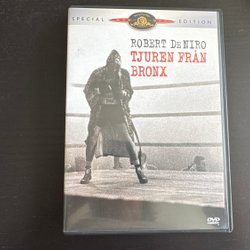 SPECIAL EDITION
ROBERT DE NIRO
TJUREN FRÅN
BRONX
DVD